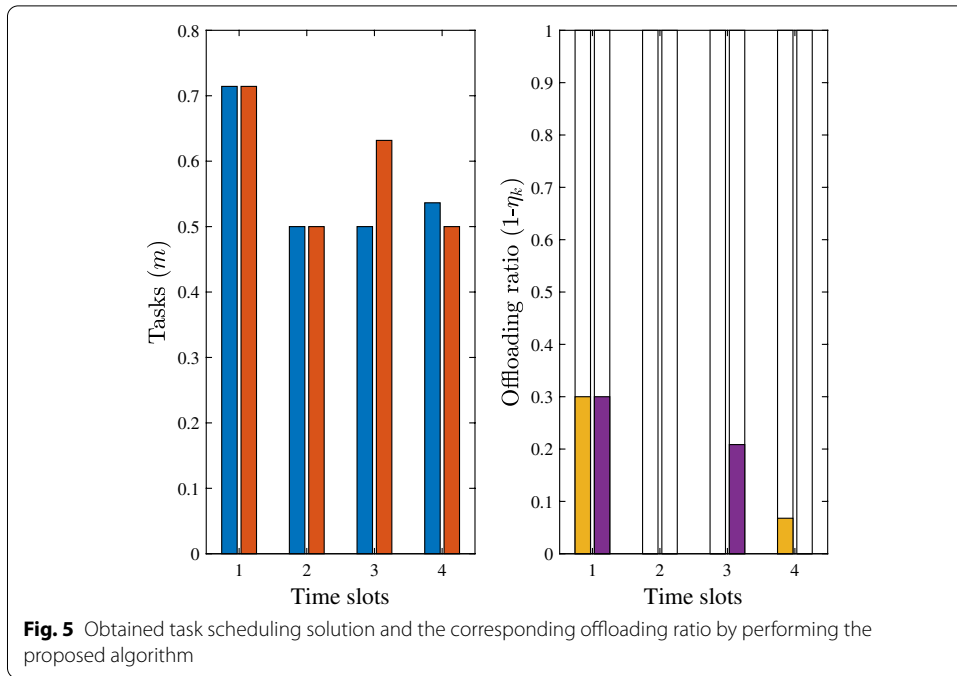 0.8
0.7
0.6
0.5
0.4
0.3
0.2
0.1
0
Tasks (m)
1 2 3 4
Time slots
1
0.9
0.8
0.7
0.6
0.5
0.4
0.3
0.2
0.1
0
Offloading ratio (1-ηk)
1 2 3 4
Time slots
Fig. 5 Obtained task scheduling solution and the corresponding offloading ratio by performing the
proposed algorithm